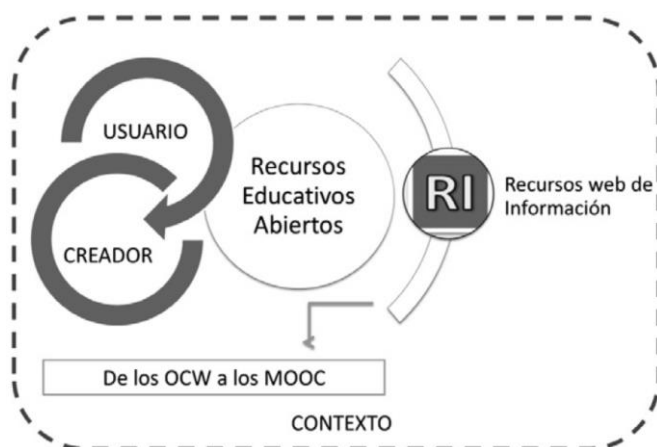 USUARIO
CREADOR
Recursos
Educativos
Abiertos
RI
Recursos web de
Información
De los OCW a los MOOC
CONTEXTO